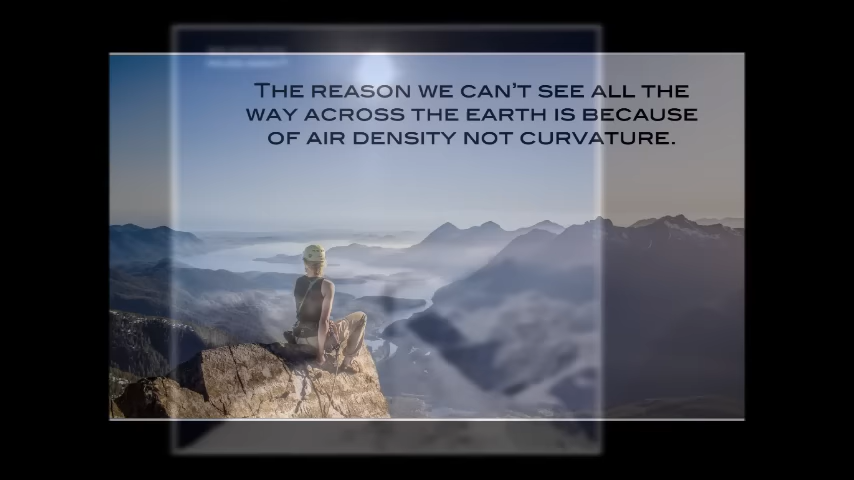 THE REASON WE CAN'T SEE ALL THE
WAY ACROSS THE EARTH IS BECAUSE
OF AIR DENSITY NOT CURVATURE.